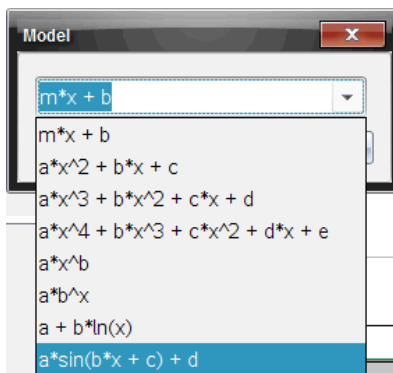 Model
m*x + b
m*x + b
a*x^2 + b*x + c
a*x^3 + b*x^2 + c*x + d
a*x^4 + b*x^3 + c*x^2 + d*x + e
a*x^b
a*b^x
a + b*ln(x)
a*sin(b*x + c) + d